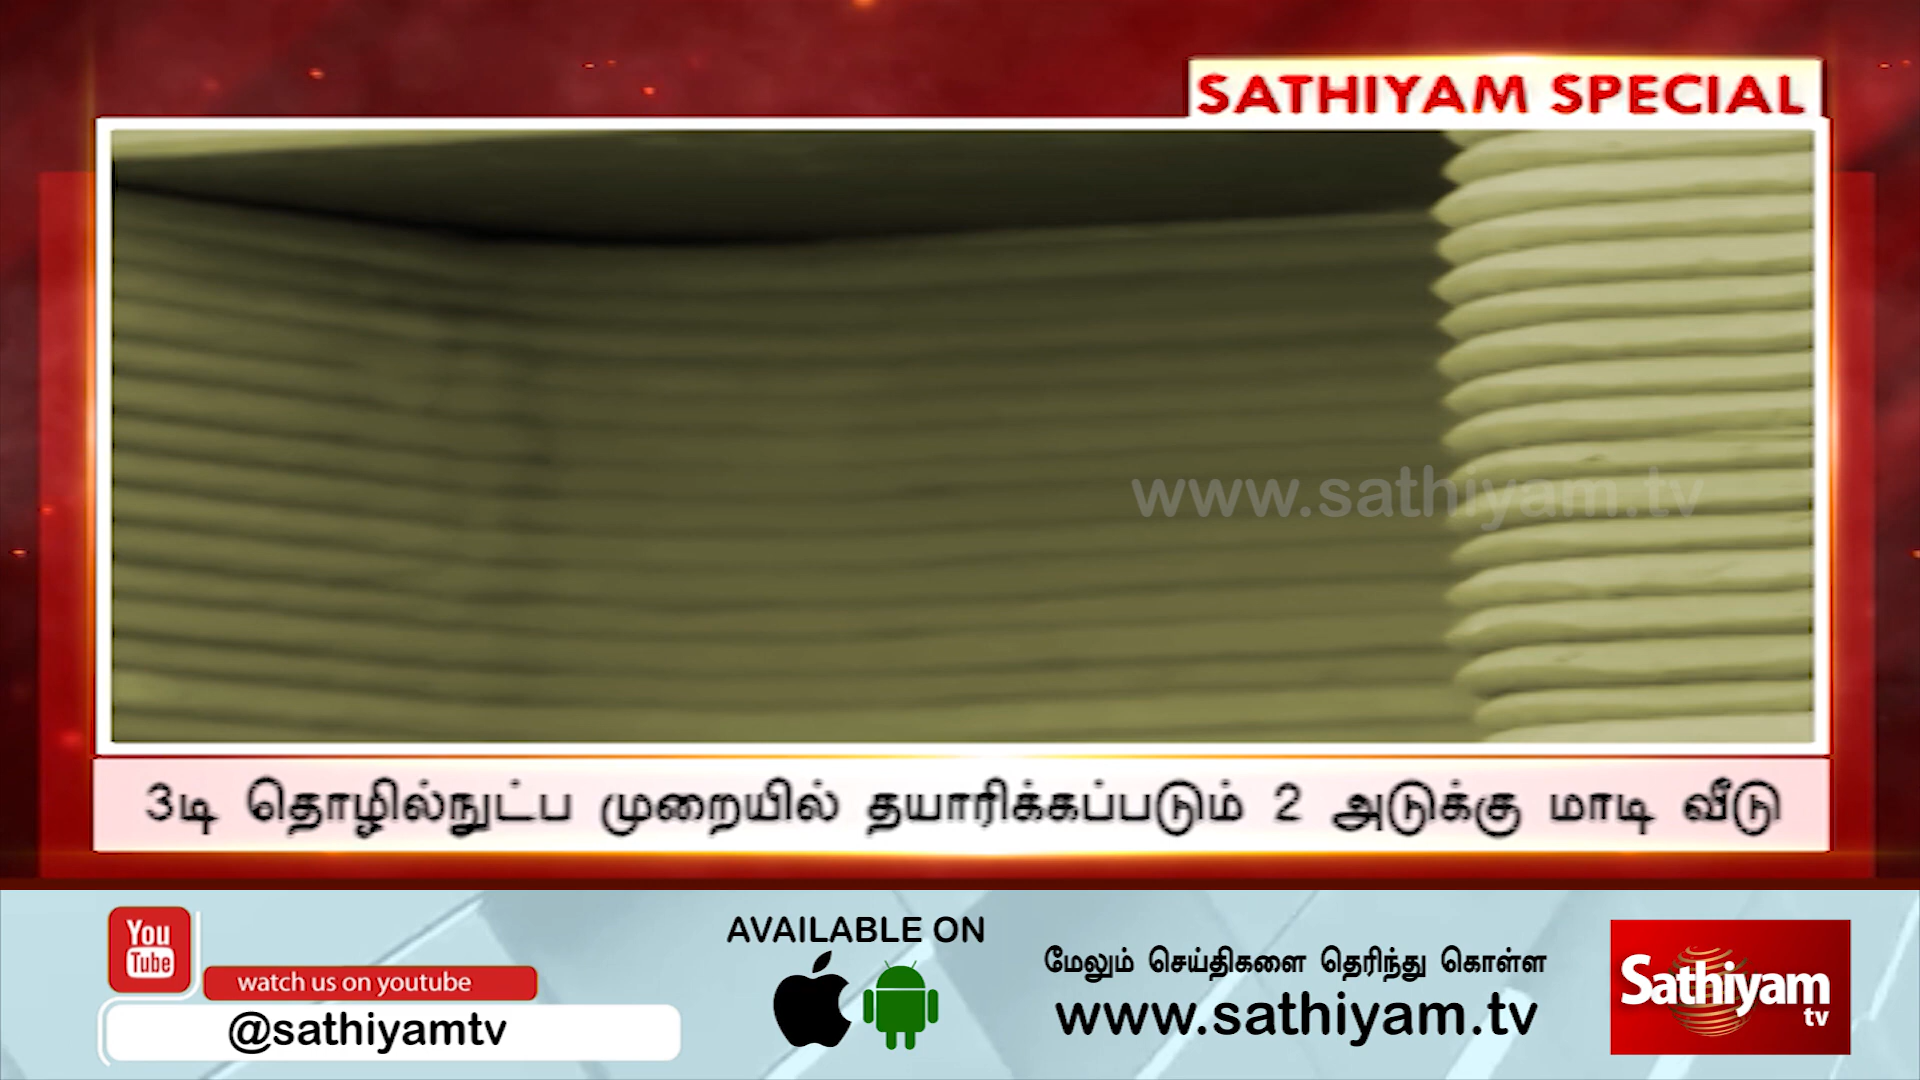 SATHIYAM SPECIAL
www.sathiyam.tv
3டி தொழில்நுட்ப முறையில் தயாரிக்கப்படும் 2 அடுக்கு மாடி வீடு
You
Tube
watch us on youtube
@sathiyamtv
AVAILABLE ON
மேலும் செய்திகளை தெரிந்து கொள்ள
www.sathiyam.tv
Sathiyam
tv